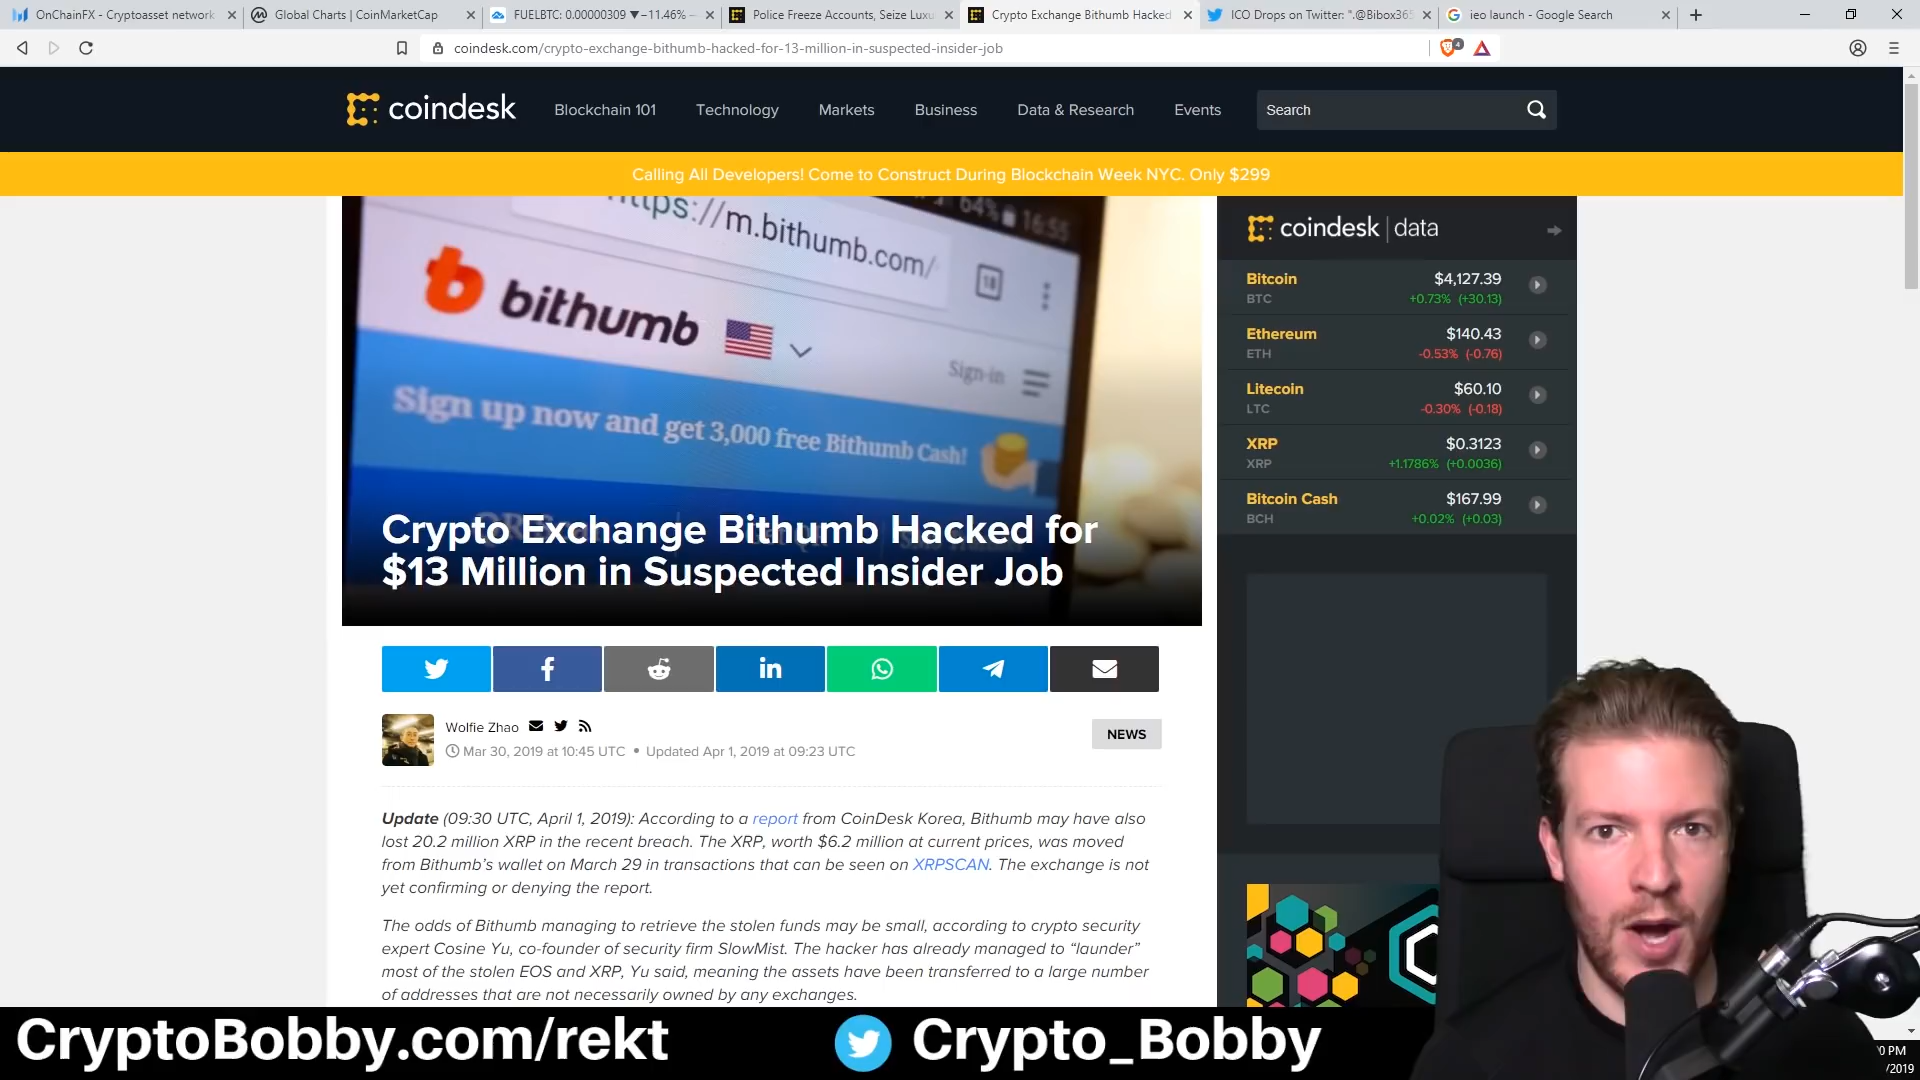 OnChainFX - Cryptoasset network
Global Charts | CoinMarketCap
FUELBTC: 0.00000309 ▼−11.46% −
Police Freeze Accounts, Seize Luxu
Crypto Exchange Bithumb Hacked
ICO Drops on Twitter: ".@Bibox365
ieo launch - Google Search
coindesk.com/crypto-exchange-bithumb-hacked-for-13-million-in-suspected-insider-job
4
coindesk
Blockchain 101
Technology
Markets
Business
Data & Research
Events
Search
Calling All Developers! Come to Construct During Blockchain Week NYC. Only $299
https://m.bithumb.com/
64% 16:55
18
bithumb
Sign-in
Sign up now and get 3,000 free Bithumb Cash!
Crypto Exchange Bithumb Hacked for
$13 Million in Suspected Insider Job
coindesk | data
Bitcoin $4,127.39
BTC +0.73% (+30.13)
Ethereum $140.43
ETH -0.53% (-0.76)
Litecoin $60.10
LTC -0.30% (-0.18)
XRP $0.3123
XRP +1.1786% (+0.0036)
Bitcoin Cash $167.99
BCH +0.02% (+0.03)
Wolfie Zhao
Mar 30, 2019 at 10:45 UTC • Updated Apr 1, 2019 at 09:23 UTC
NEWS
Update (09:30 UTC, April 1, 2019): According to a report from CoinDesk Korea, Bithumb may have also
lost 20.2 million XRP in the recent breach. The XRP, worth $6.2 million at current prices, was moved
from Bithumb's wallet on March 29 in transactions that can be seen on XRPSCAN. The exchange is not
yet confirming or denying the report.
The odds of Bithumb managing to retrieve the stolen funds may be small, according to crypto security
expert Cosine Yu, co-founder of security firm SlowMist. The hacker has already managed to “launder”
most of the stolen EOS and XRP, Yu said, meaning the assets have been transferred to a large number
of addresses that are not necessarily owned by any exchanges.
CryptoBobby.com/rekt
Crypto_Bobby
0 PM
/2019